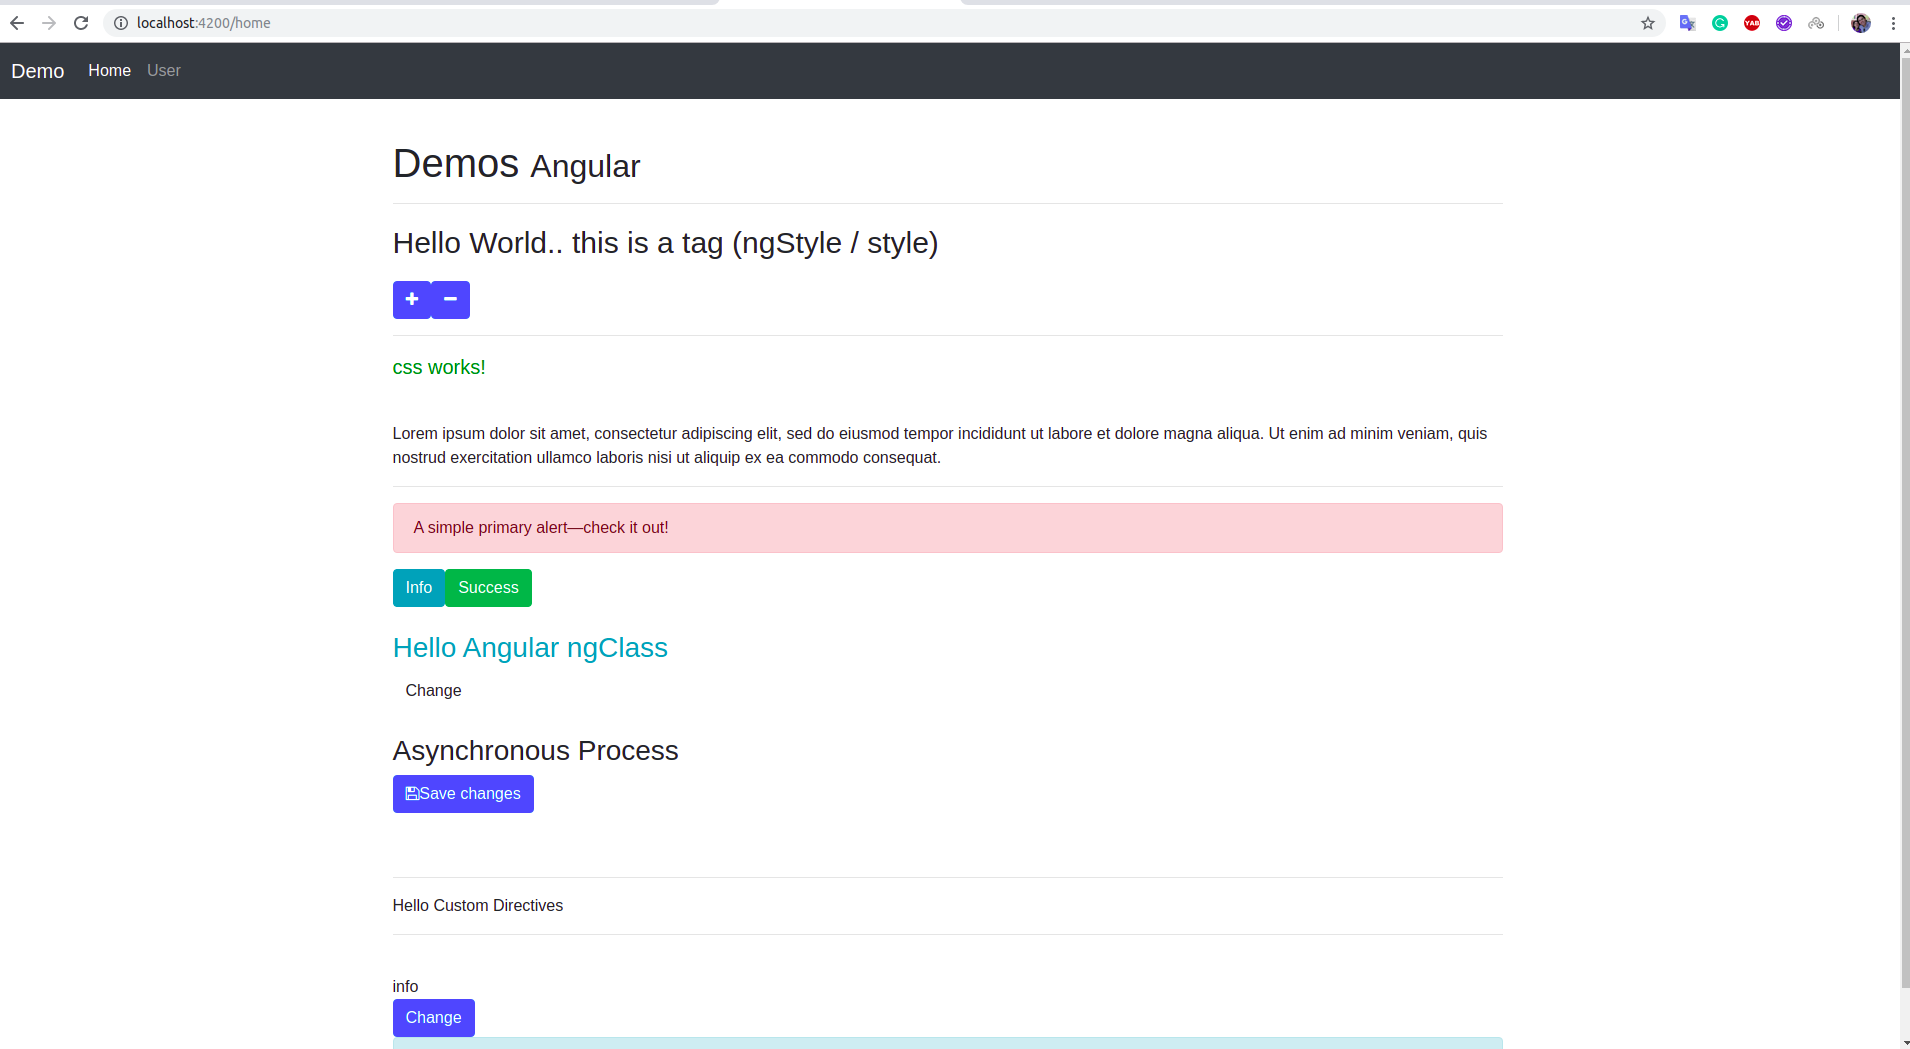 localhost:4200/home
YAB
Demo Home User
Demos Angular
Hello World.. this is a tag (ngStyle / style)
css works!
Lorem ipsum dolor sit amet, consectetur adipiscing elit, sed do eiusmod tempor incididunt ut labore et dolore magna aliqua. Ut enim ad minim veniam, quis
nostrud exercitation ullamco laboris nisi ut aliquip ex ea commodo consequat.
A simple primary alert—check it out!
Info Success
Hello Angular ngClass
Change
Asynchronous Process
Save changes
Hello Custom Directives
info
Change